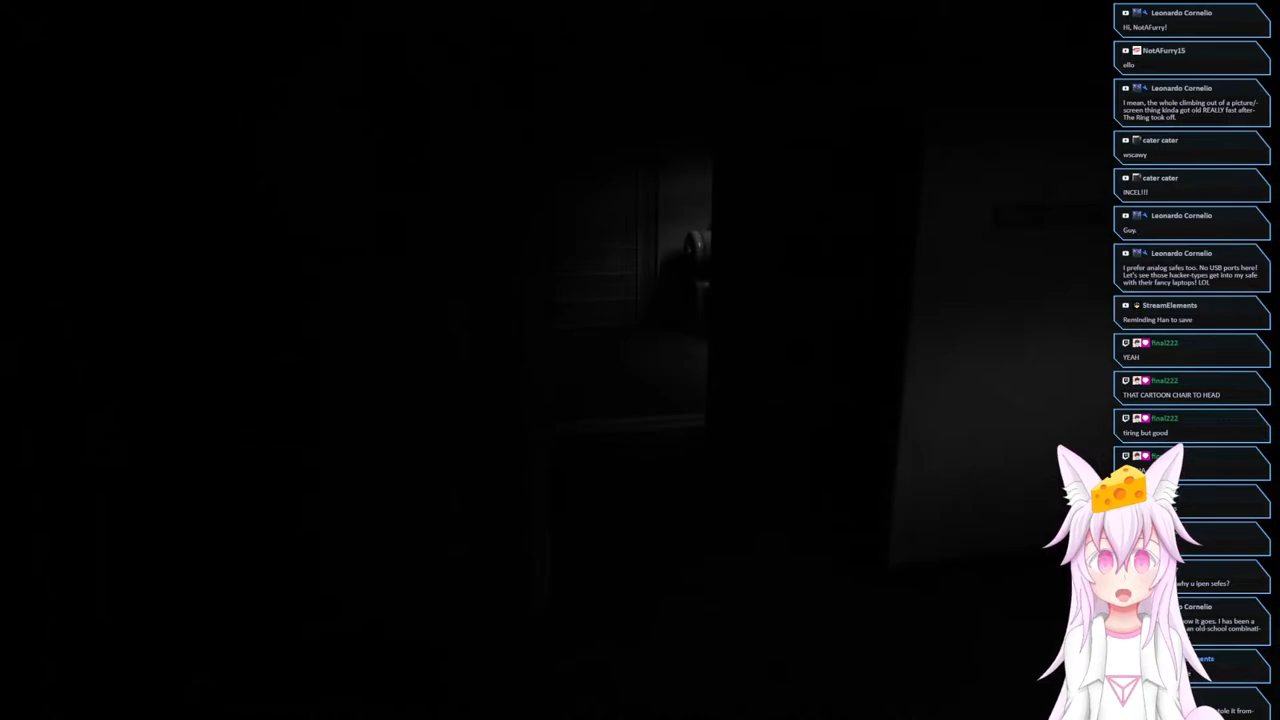 Leonardo Cornelio
Hi, NotAFurry!
NotAFurry15
ello
Leonardo Cornelio
I mean, the whole climbing out of a picture/-
screen thing kinda got old REALLY fast after-
The Ring took off.
cater cater
wscawy
cater cater
INCEL!!!
Leonardo Cornelio
Guy.
Leonardo Cornelio
I prefer analog safes too. No USB ports here!
Let's see those hacker-types get into my safe
with their fancy laptops! LOL
StreamElements
Reminding Han to save
final222
YEAH
final222
THAT CARTOON CHAIR TO HEAD
final222
tiring but good
why u ipen sefes?
Cornelio
ow it goes. I has been a
an old-school combinati-
ents
tole it from-